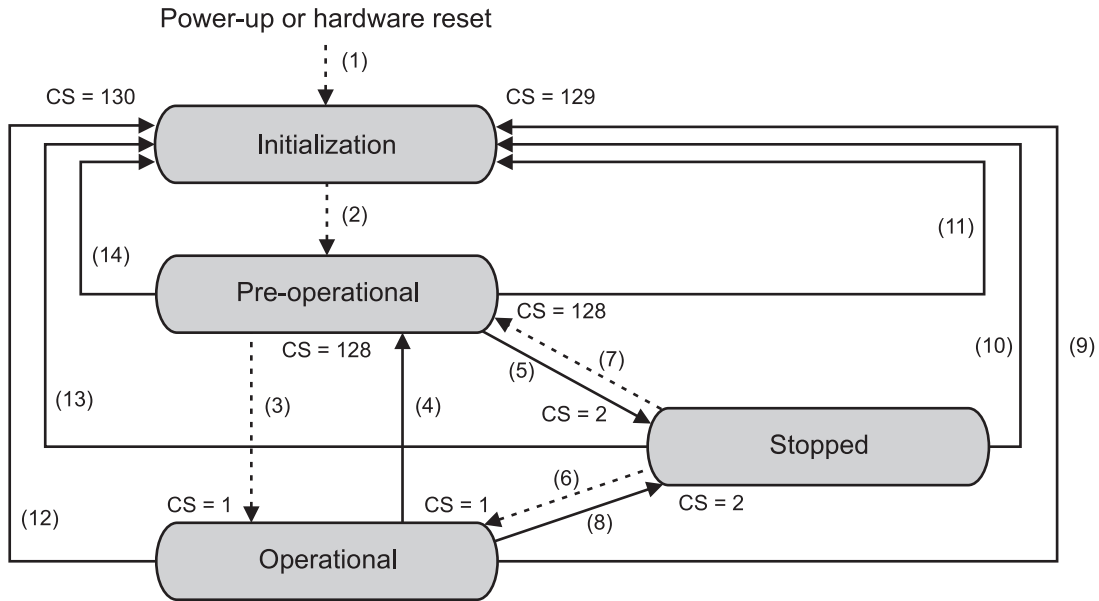 Power-up or hardware reset
(1)
CS = 130
CS = 129
Initialization
(2)
(11)
(14)
Pre-operational
CS = 128
CS = 128
(7)
(10)
(9)
(5)
(13)
(3)
(4)
CS = 2
Stopped
(6)
CS = 1
CS = 1
CS = 2
(12)
(8)
Operational